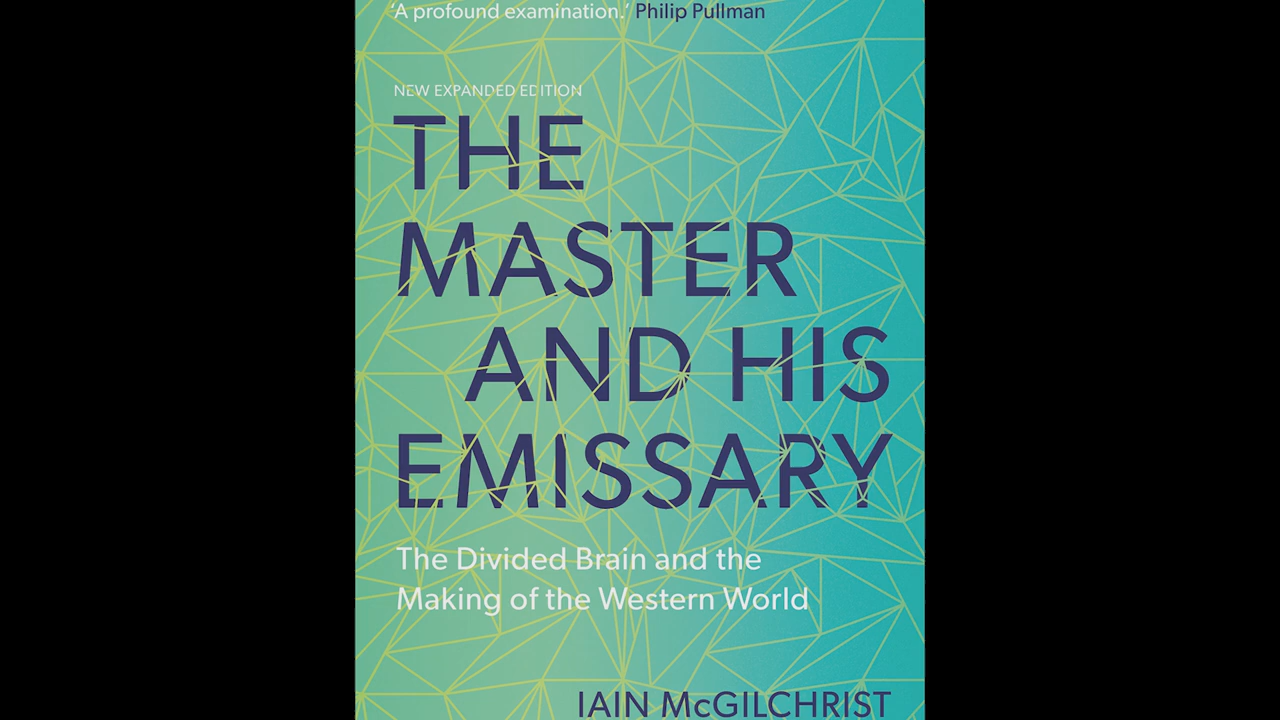 ‘A profound examination.’ Philip Pullman
NEW EXPANDED EDITION
THE
MASTER
AND HIS
EMISSARY
The Divided Brain and the
Making of the Western World
IAIN McGILCHRIST